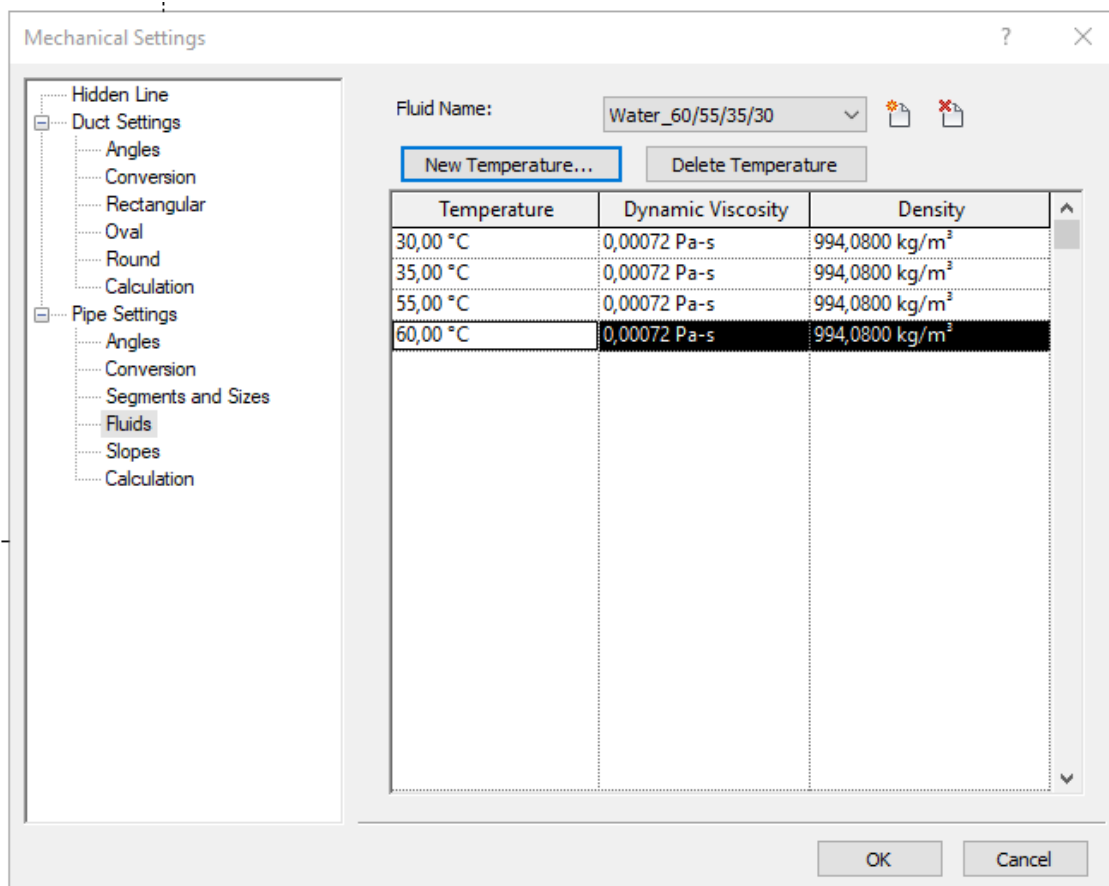 Mechanical Settings
?
Hidden Line
Duct Settings
Angles
Conversion
Rectangular
Oval
Round
Calculation
Pipe Settings
Angles
Conversion
Segments and Sizes
Fluids
Slopes
Calculation
Fluid Name:
Water_60/55/35/30
New Temperature...
Delete Temperature
Temperature Dynamic Viscosity Density
30,00 °C 0,00072 Pa-s 994,0800 kg/m³
35,00 °C 0,00072 Pa-s 994,0800 kg/m³
55,00 °C 0,00072 Pa-s 994,0800 kg/m³
60,00 °C 0,00072 Pa-s 994,0800 kg/m³
OK
Cancel